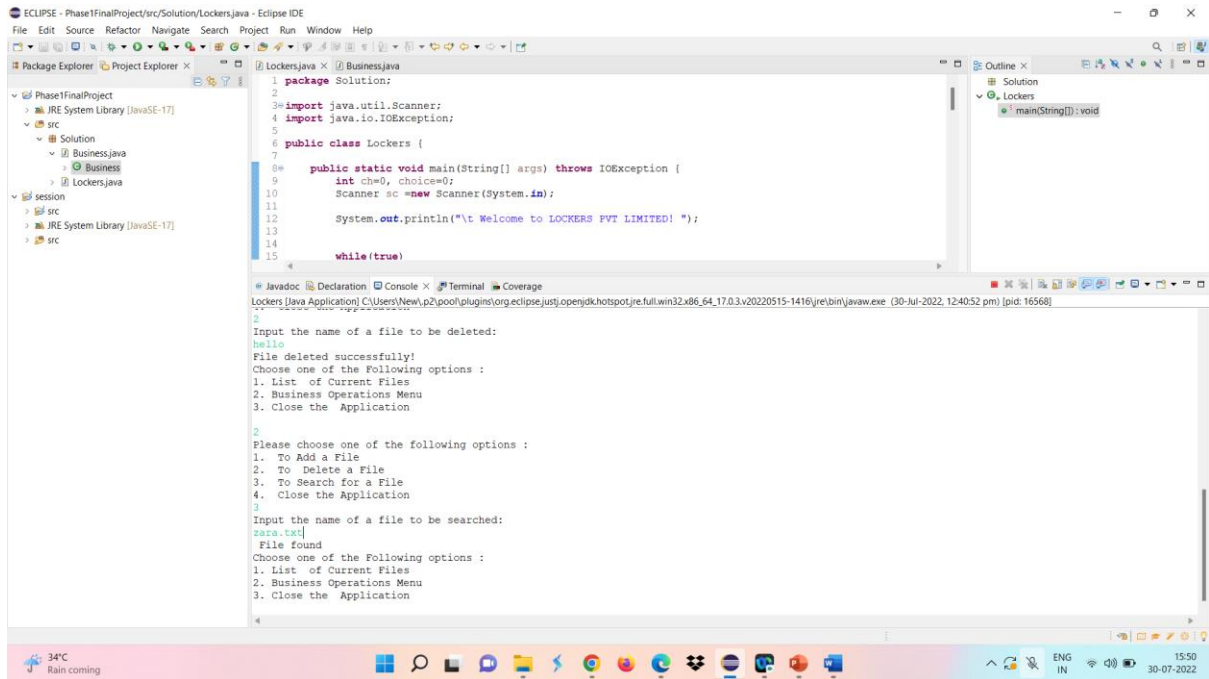 ECLIPSE - Phase1FinalProject/src/Solution/Lockers.java - Eclipse IDE
File Edit Source Refactor Navigate Search Project Run Window Help
Package Explorer Project Explorer
Phase1FinalProject
JRE System Library [JavaSE-17]
src
Solution
Business.java
Business
Lockers.java
session
src
JRE System Library [JavaSE-17]
src
Lockers.java Business.java
1 package Solution;
2
3 import java.util.Scanner;
4 import java.io.IOException;
5
6 public class Lockers {
7
8 public static void main(String[] args) throws IOException {
9 int ch=0, choice=0;
10 Scanner sc =new Scanner(System.in);
11
12 System.out.println("\t Welcome to LOCKERS PVT LIMITED! ");
13
14
15 while(true)
Outline
Solution
Lockers
main(String[]) : void
Javadoc Declaration Console Terminal Coverage
Lockers [Java Application] C:\Users\New\.p2\pool\plugins\org.eclipse.justj.openjdk.hotspot.jre.full.win32.x86_64_17.0.3.v20220515-1416\jre\bin\javaw.exe (30-Jul-2022, 12:40:52 pm) [pid: 16568]
2
Input the name of a file to be deleted:
hello
File deleted successfully!
Choose one of the Following options :
1. List of Current Files
2. Business Operations Menu
3. Close the Application
2
Please choose one of the following options :
1. To Add a File
2. To Delete a File
3. To Search for a File
4. Close the Application
3
Input the name of a file to be searched:
zara.txt
File found
Choose one of the Following options :
1. List of Current Files
2. Business Operations Menu
3. Close the Application
34°C
Rain coming
ENG
IN
15:50
30-07-2022